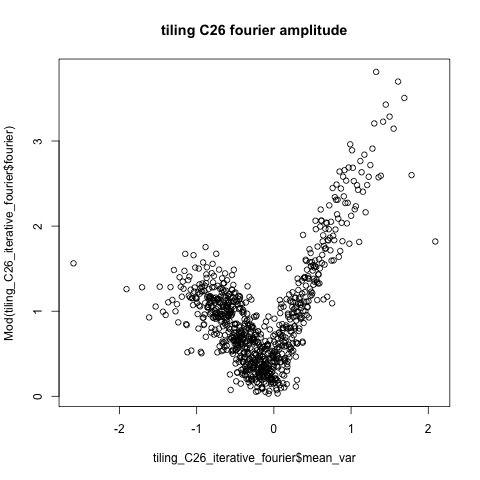 tiling C26 fourier amplitude
Mod(tiling_C26_iterative_fourier$fourier)
3
2
1
0
-2 -1 0 1 2
tiling_C26_iterative_fourier$mean_var